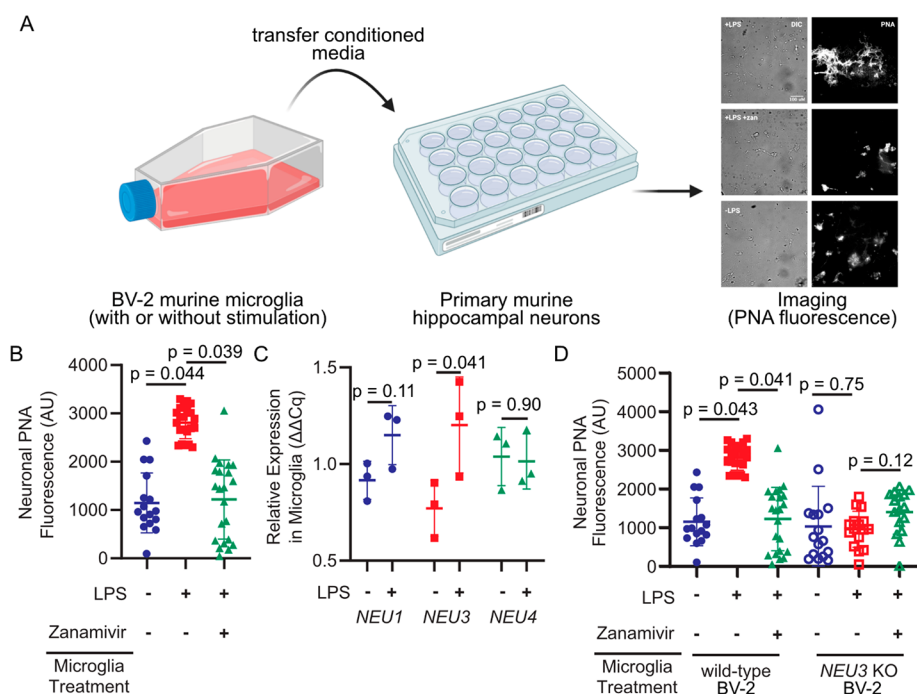 A
transfer conditioned
media
+LPS
DIC
PNA
100 um
+LPS +zan
-LPS
BV-2 murine microglia
(with or without stimulation)
Primary murine
hippocampal neurons
Imaging
(PNA fluorescence)
B
Neuronal PNA
Fluorescence (AU)
4000
3000
2000
1000
0
p = 0.044
p = 0.039
LPS
- + +
Zanamivir
- - +
Microglia
Treatment
C
Relative Expression
in Microglia (ΔΔCq)
1.5
1.0
0.5
p = 0.11
p = 0.041
p = 0.90
- + - + - +
NEU1 NEU3 NEU4
D
Neuronal PNA
Fluorescence (AU)
5000
4000
3000
2000
1000
0
p = 0.043
p = 0.041
p = 0.75
p = 0.12
LPS
- + + - + +
Zanamivir
- - + - - +
Microglia
Treatment
wild-type
BV-2
NEU3 KO
BV-2